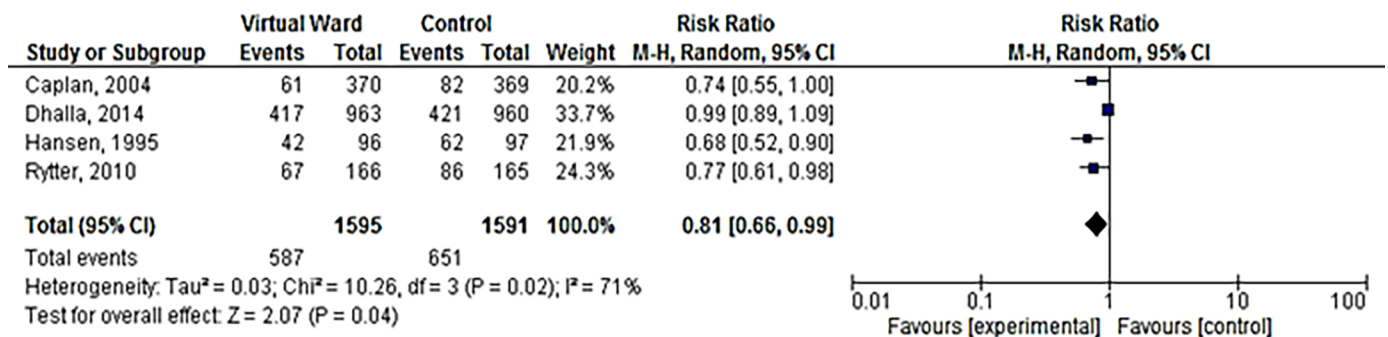 Virtual Ward Control Risk Ratio Risk Ratio
Study or Subgroup Events Total Events Total Weight M-H, Random, 95% CI M-H, Random, 95% CI
Caplan, 2004 61 370 82 369 20.2% 0.74 [0.55, 1.00]
Dhalla, 2014 417 963 421 960 33.7% 0.99 [0.89, 1.09]
Hansen, 1995 42 96 62 97 21.9% 0.68 [0.52, 0.90]
Rytter, 2010 67 166 86 165 24.3% 0.77 [0.61, 0.98]
Total (95% CI) 1595 1591 100.0% 0.81 [0.66, 0.99]
Total events 587 651
Heterogeneity: Tau² = 0.03; Chi² = 10.26, df = 3 (P = 0.02); I² = 71%
Test for overall effect: Z = 2.07 (P = 0.04)
0.01 0.1 1 10 100
Favours [experimental] Favours [control]